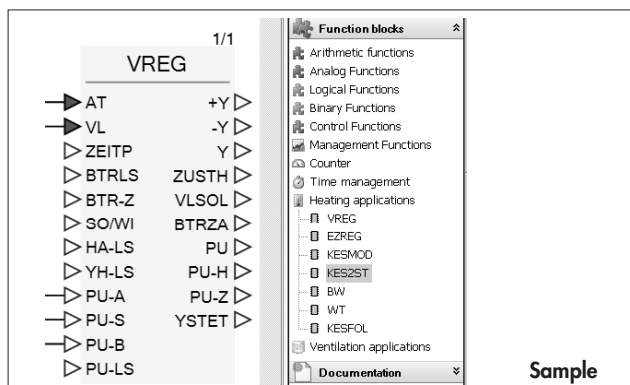 1/1
VREG
AT +Y
VL -Y
ZEITP Y
BTRLS ZUSTH
BTR-Z VLSOL
SO/WI BTRZA
HA-LS PU
YH-LS PU-H
PU-A PU-Z
PU-S YSTET
PU-B
PU-LS
Function blocks
Arithmetic functions
Analog Functions
Logical Functions
Binary Functions
Control Functions
Management Functions
Counter
Time management
Heating applications
VREG
EZREG
KESMOD
KES2ST
BW
WT
KESFOL
Ventilation applications
Documentation
Sample